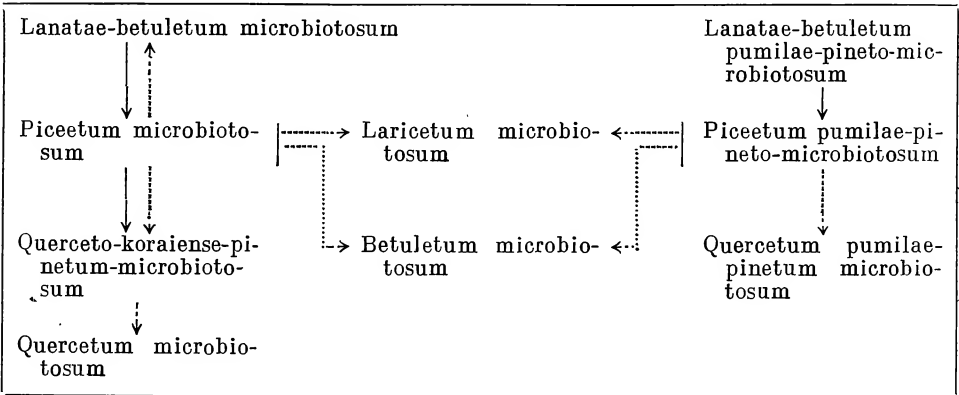 Lanatae-betuletum microbiotosum
Lanatae-betuletum
pumilae-pineto-mic-
robiotosum
Piceetum microbioto-
sum
Laricetum microbio-
tosum
Piceetum pumilae-pi-
neto-microbiotosum
Querceto-koraiense-pi-
netum-microbioto-
sum
Betuletum microbio-
tosum
Quercetum pumilae-
pinetum microbio-
tosum
Quercetum microbio-
tosum